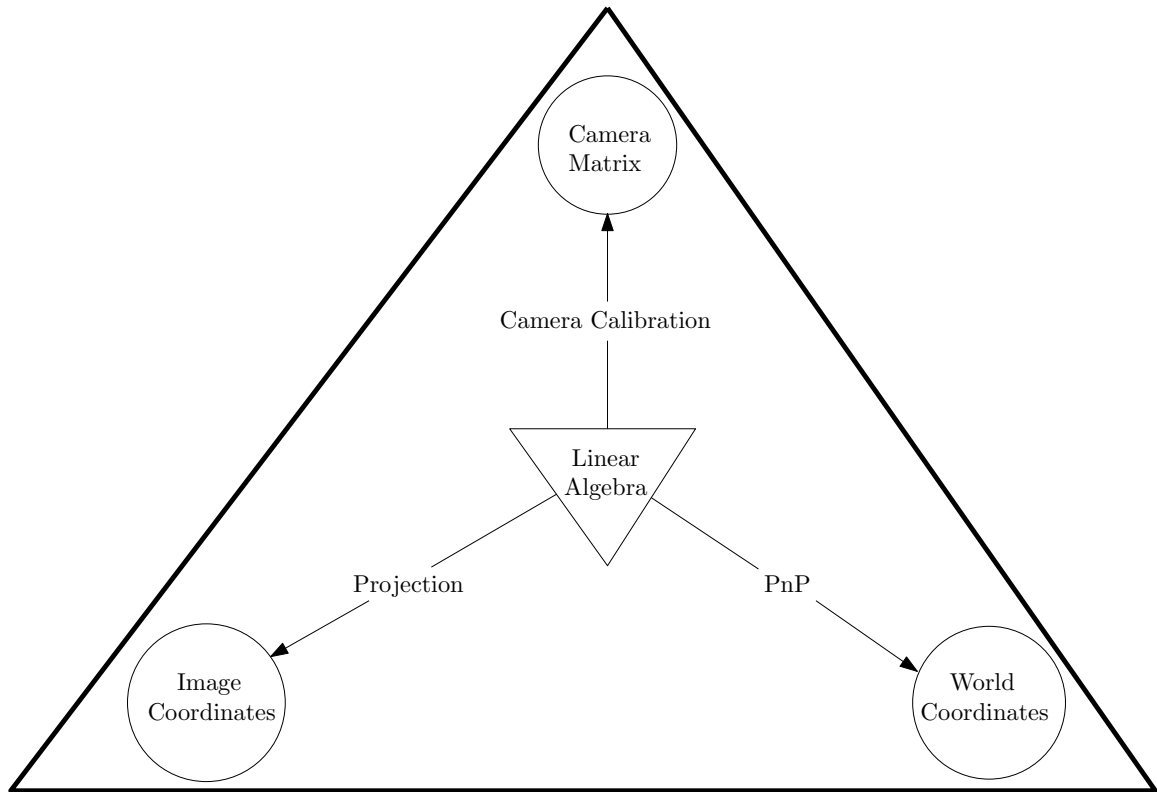 Camera
Matrix
Camera Calibration
Linear
Algebra
Projection
PnP
Image
Coordinates
World
Coordinates